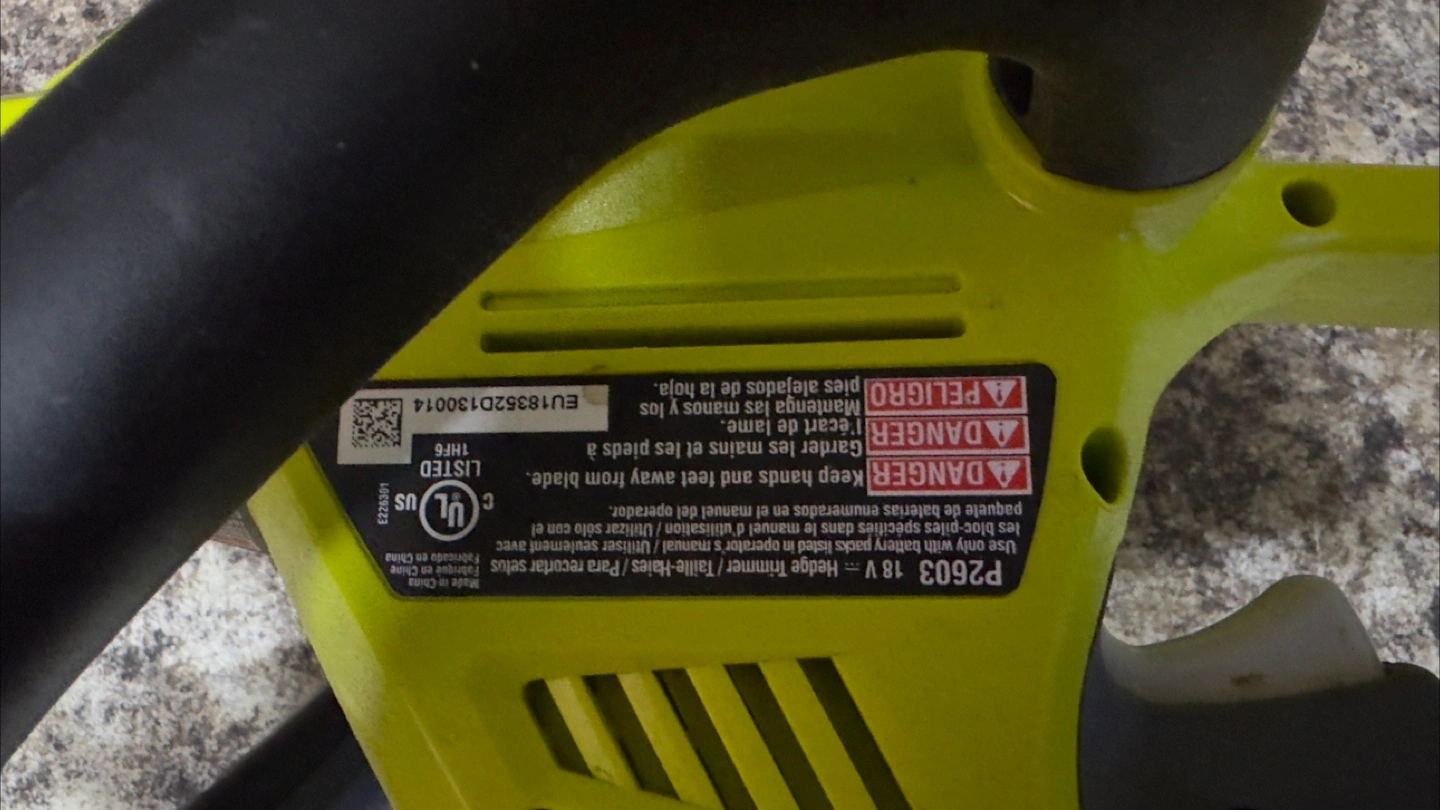 P2603 18 V ⎓ Hedge Trimmer / Taille-Haies / Para / recortar setos
Use only with battery packs listed in operator's manual / Utiliser seulement avec
les bloc-piles spécifiés dans le manuel d'utilisation / Utilizar sólo con el
paquete de baterías enumerados en el manuel del operador.
Made in China
Fabriqué en Chine
Fabricado en China
DANGER Keep hands and feet away from blade.
DANGER Garder les mains et les pieds à
l'écart de lame.
PELIGRO Mantenga las manos y los
pies alejados de la hoja.
C UL ® US
LISTED
1HF6
E226301
EU18352D130014